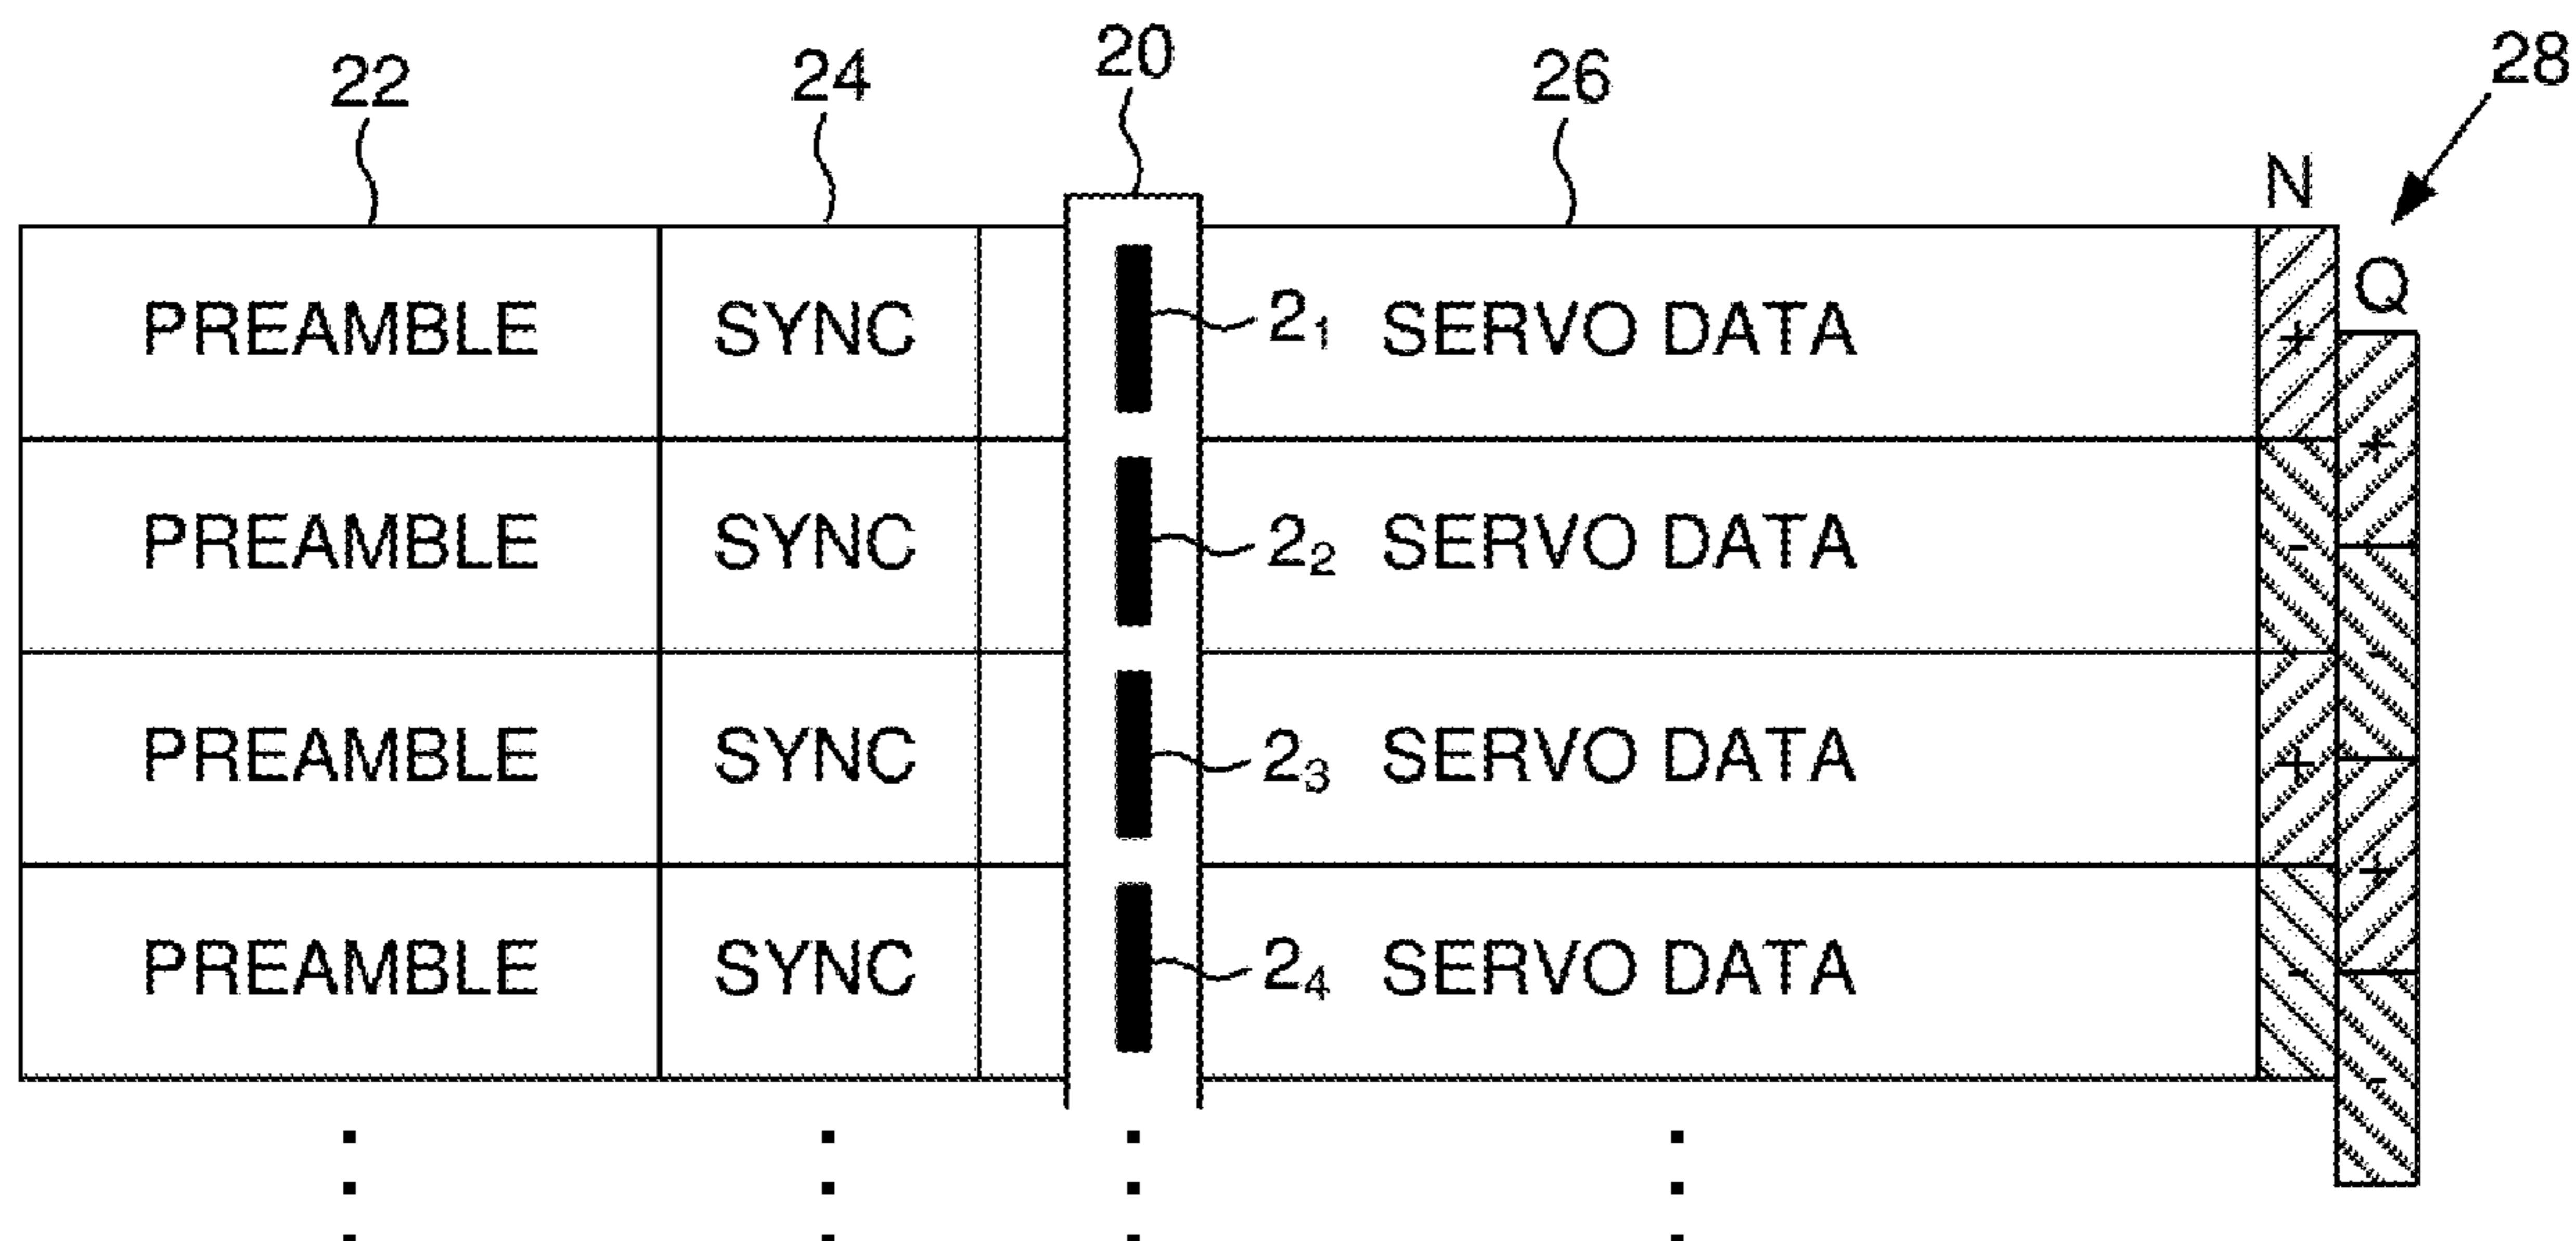 22 24 20 26 28
N
Q
PREAMBLE SYNC 2₁ SERVO DATA +
+
PREAMBLE SYNC 2₂ SERVO DATA -
-
PREAMBLE SYNC 2₃ SERVO DATA +
+
PREAMBLE SYNC 2₄ SERVO DATA -
-